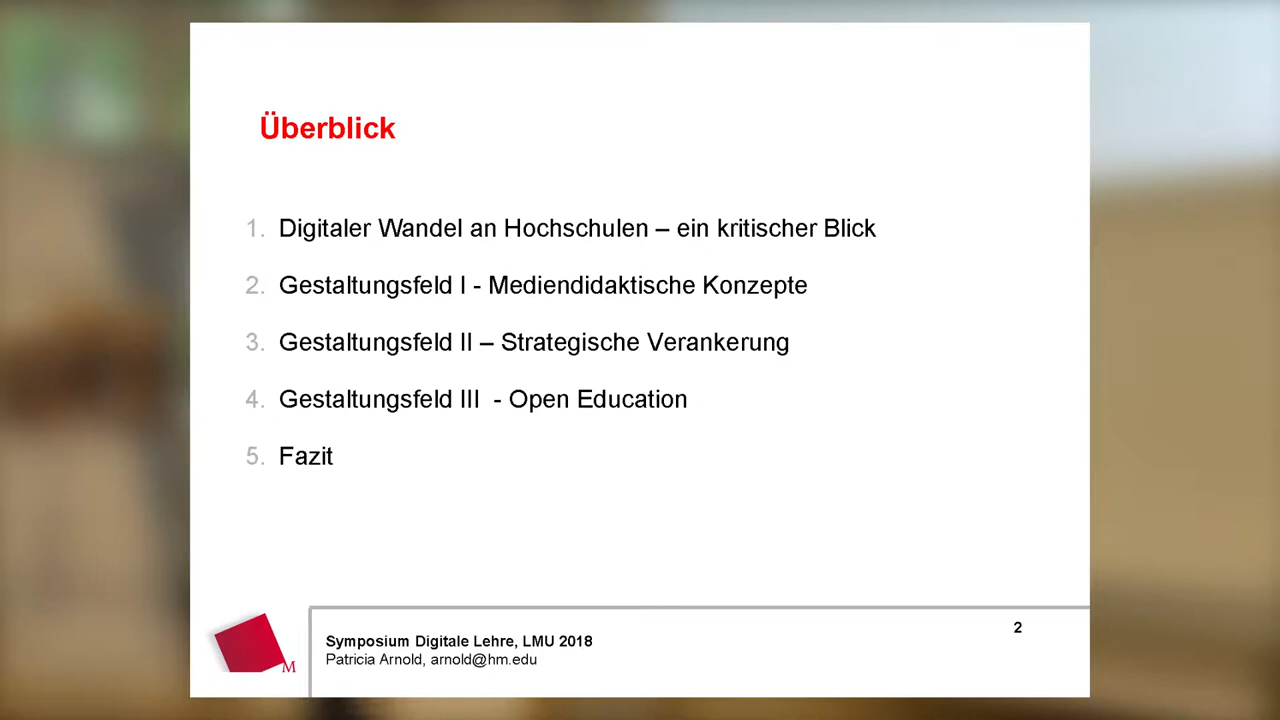 Überblick
1. Digitaler Wandel an Hochschulen – ein kritischer Blick
2. Gestaltungsfeld I - Mediendidaktische Konzepte
3. Gestaltungsfeld II – Strategische Verankerung
4. Gestaltungsfeld III - Open Education
5. Fazit
M
Symposium Digitale Lehre, LMU 2018
Patricia Arnold, arnold@hm.edu
2